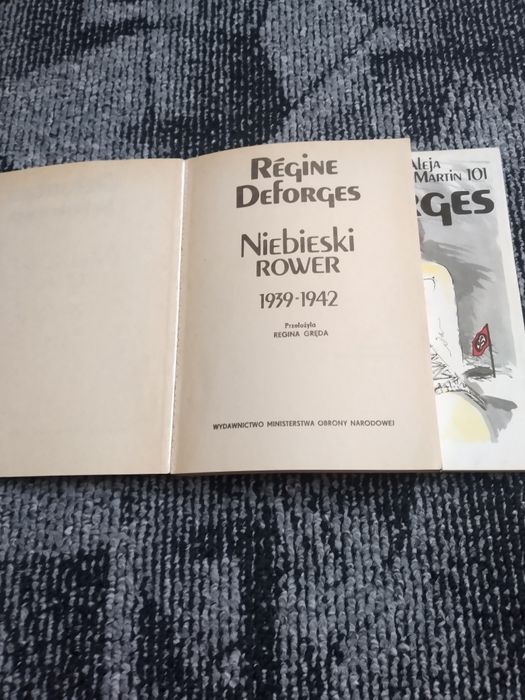 Régine
Deforges
Niebieski
ROWER
1939-1942
Przełożyła
REGINA GRĘDA
WYDAWNICTWO MINISTERSTWA OBRONY NARODOWEJ
Aleja
Martin 101
RGES